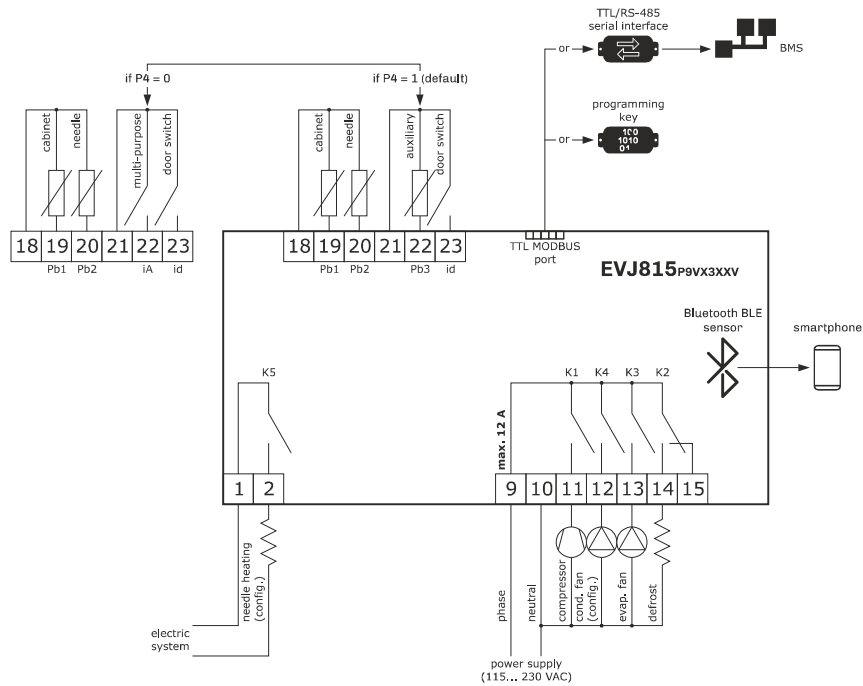 TTL/RS-485
serial interface
or
BMS
if P4 = 0
if P4 = 1 (default)
programming
key
or
100
1010
01
cabinet
needle
multi-purpose
door switch
cabinet
needle
auxiliary
door switch
18 19 20 21 22 23
Pb1 Pb2 iA id
18 19 20 21 22 23
Pb1 Pb2 Pb3 id
TTL MODBUS
port
EVJ815P9VX3XXV
Bluetooth BLE
sensor
smartphone
K5
K1 K4 K3 K2
max. 12 A
1 2
9 10 11 12 13 14 15
needle heating
(config.)
phase
neutral
compressor
cond. fan
(config.)
evap. fan
defrost
electric
system
power supply
(115... 230 VAC)